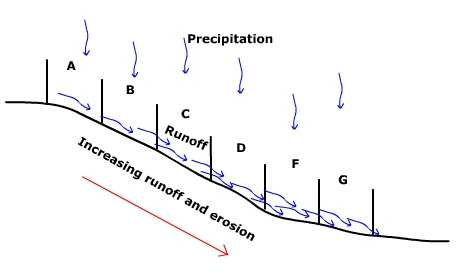 Precipitation
A
B
C
Runoff
D
F
G
Increasing runoff and erosion